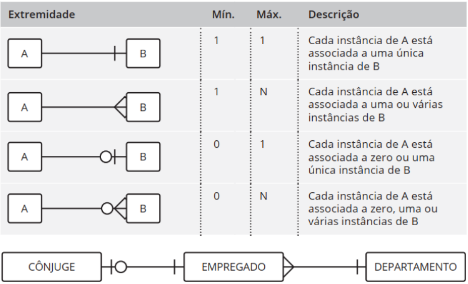 Extremidade Mín. Máx. Descrição
A B 1 1 Cada instância de A está
associada a uma única
instância de B
A B 1 N Cada instância de A está
associada a uma ou várias
instâncias de B
A B 0 1 Cada instância de A está
associada a zero ou uma
única instância de B
A B 0 N Cada instância de A está
associada a zero, uma ou
várias instâncias de B
CÔNJUGE EMPREGADO DEPARTAMENTO